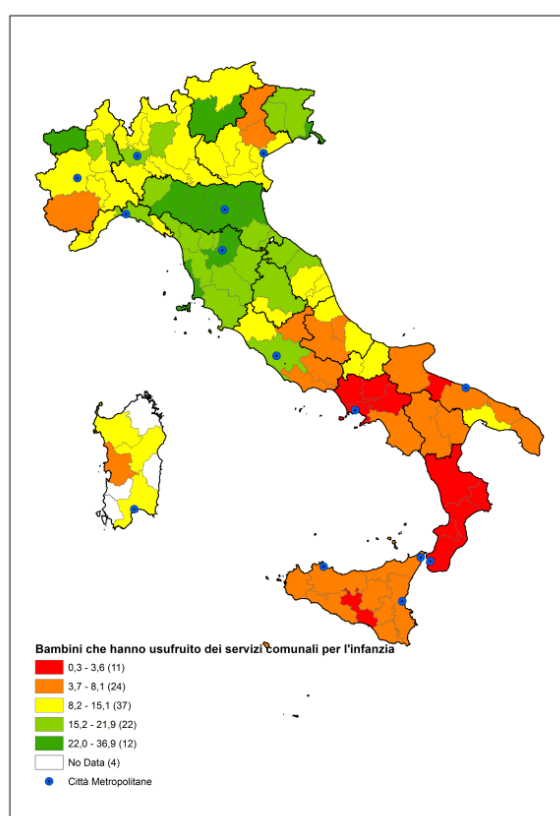 Bambini che hanno usufruito dei servizi comunali per l'infanzia
0,3 - 3,6 (11)
3,7 - 8,1 (24)
8,2 - 15,1 (37)
15,2 - 21,9 (22)
22,0 - 36,9 (12)
No Data (4)
Città Metropolitane